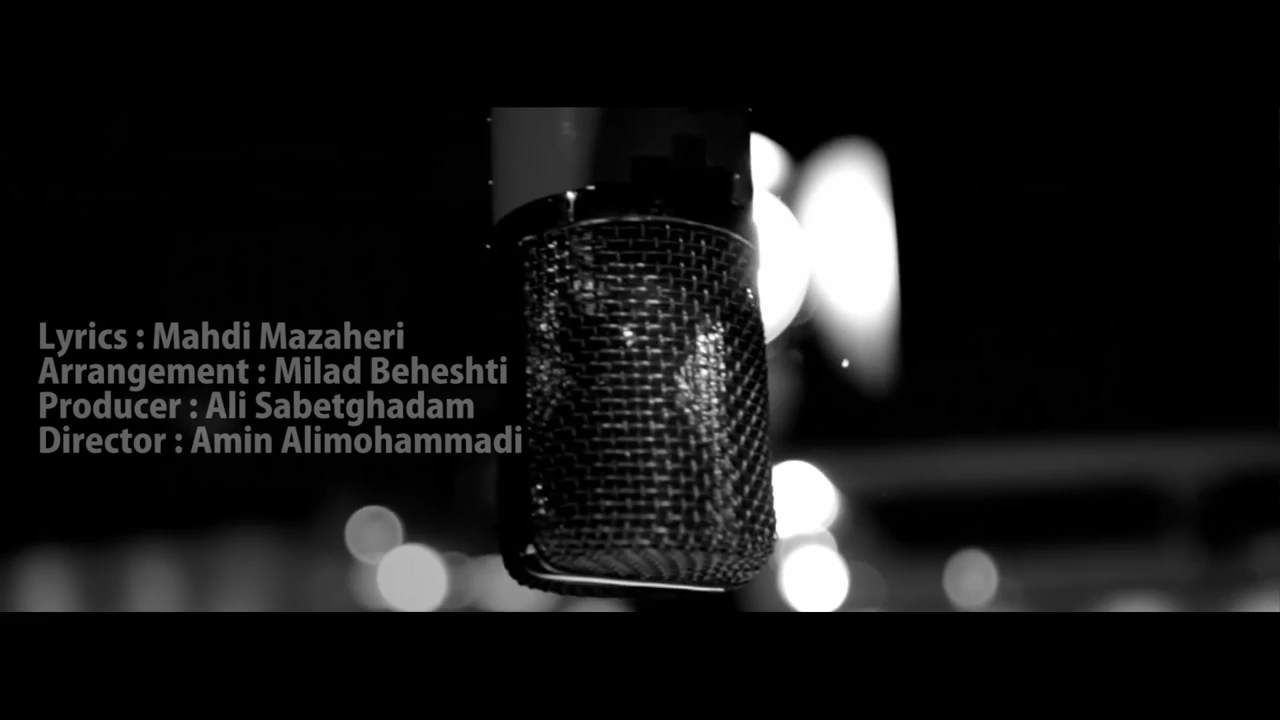 Lyrics : Mahdi Mazaheri
Arrangement : Milad Beheshti
Producer : Ali Sabetghadam
Director : Amin Alimohammadi